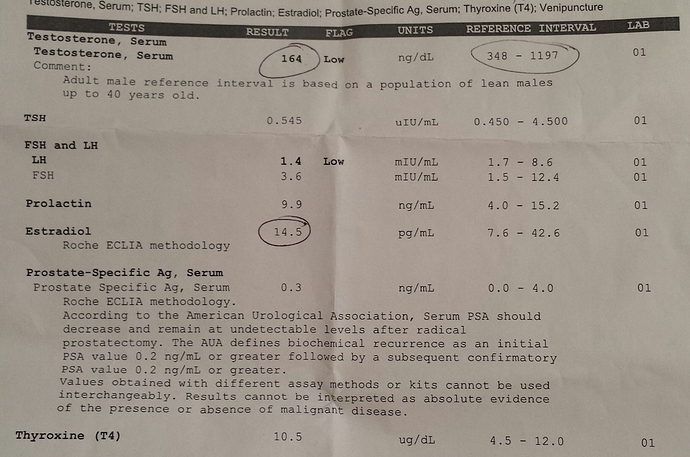 Testosterone, Serum; TSH; FSH and LH; Prolactin; Estradiol; Prostate-Specific Ag, Serum; Thyroxine (T4); Venipuncture
TESTS RESULT FLAG UNITS REFERENCE INTERVAL LAB
Testosterone, Serum
Testosterone, Serum 164 Low ng/dL 348 - 1197 01
Comment:
Adult male reference interval is based on a population of lean males
up to 40 years old.
TSH 0.545 uIU/mL 0.450 - 4.500 01
FSH and LH
LH 1.4 Low mIU/mL 1.7 - 8.6 01
FSH 3.6 mIU/mL 1.5 - 12.4 01
Prolactin 9.9 ng/mL 4.0 - 15.2 01
Estradiol 14.5 pg/mL 7.6 - 42.6 01
Roche ECLIA methodology
Prostate-Specific Ag, Serum
Prostate Specific Ag, Serum 0.3 ng/mL 0.0 - 4.0 01
Roche ECLIA methodology.
According to the American Urological Association, Serum PSA should
decrease and remain at undetectable levels after radical
prostatectomy. The AUA defines biochemical recurrence as an initial
PSA value 0.2 ng/mL or greater followed by a subsequent confirmatory
PSA value 0.2 ng/mL or greater.
Values obtained with different assay methods or kits cannot be used
interchangeably. Results cannot be interpreted as absolute evidence
of the presence or absence of malignant disease.
Thyroxine (T4) 10.5 ug/dL 4.5 - 12.0 01